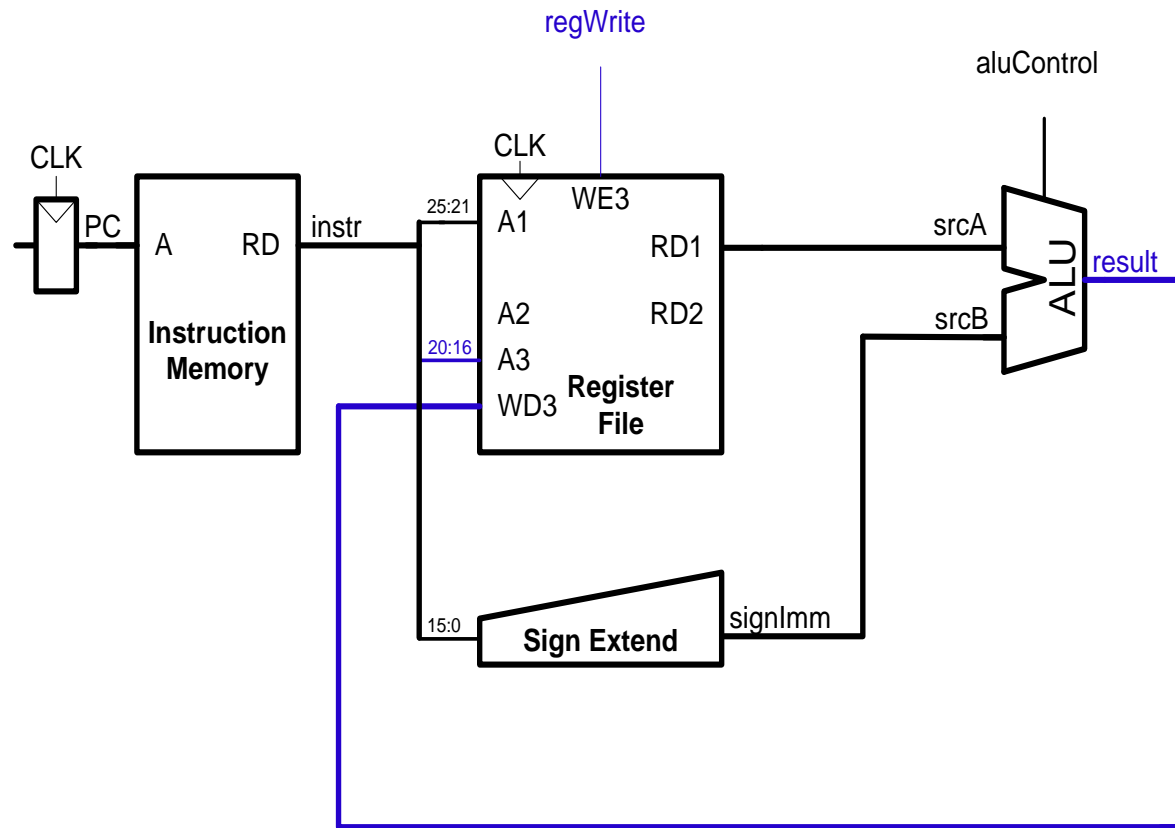 regWrite
aluControl
CLK
PC
A
RD
Instruction
Memory
instr
25:21
20:16
15:0
CLK
WE3
A1
A2
A3
WD3
RD1
RD2
Register
File
Sign Extend
signImm
srcA
srcB
ALU
result